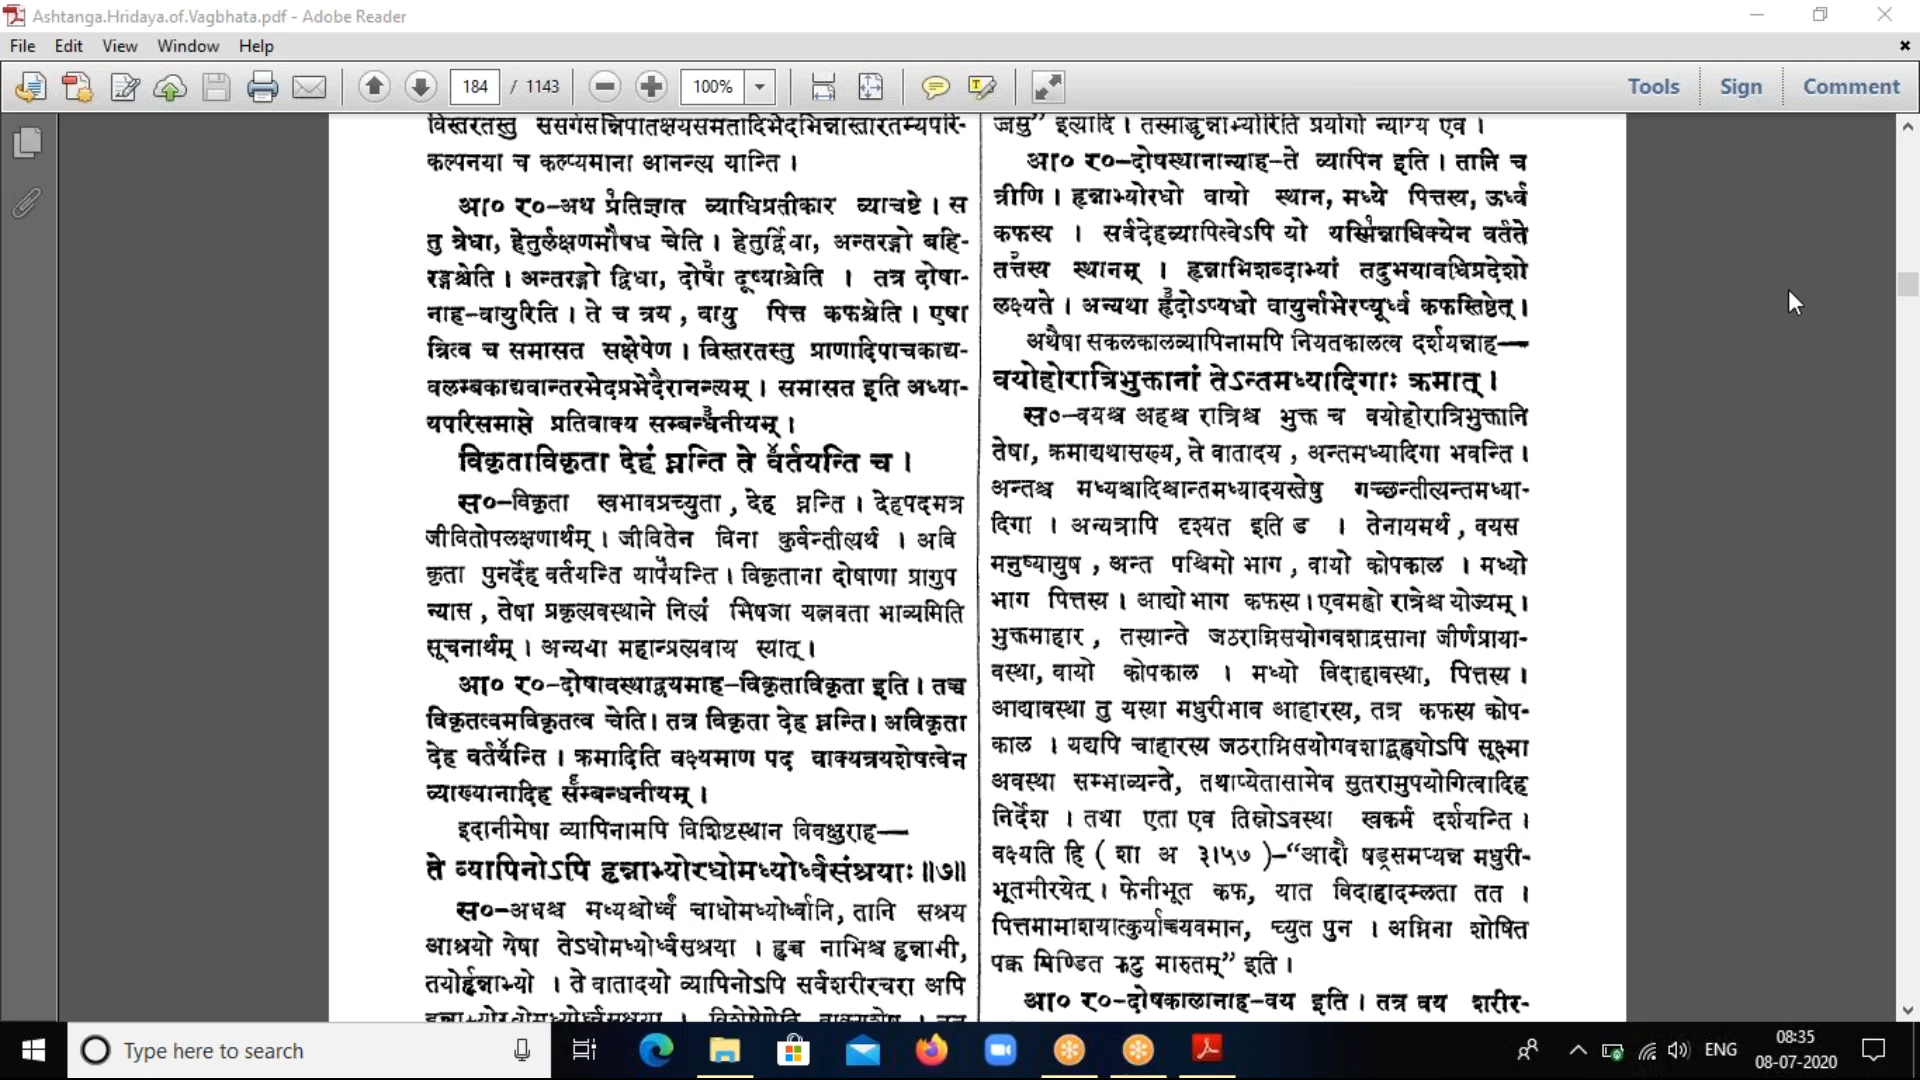 Ashtanga.Hridaya.of.Vagbhata.pdf - Adobe Reader
File Edit View Window Help
184 / 1143 100% Tools Sign Comment
विस्तरतस्तु ससर्गसन्निपातक्षयसमतादिभेदभिन्नास्तारतम्यपरि-
कल्पनया च कल्प्यमाना आनन्त्य यान्ति ।
आ० र०-अथ प्रतिज्ञात व्याधिप्रतीकार व्याचष्टे । स
तु त्रेधा, हेतुर्लक्षणमौषध चेति । हेतुर्द्विधा, अन्तरङ्गो बहि-
रङ्गश्चेति । अन्तरङ्गो द्विधा, दोषा दूष्याश्चेति । तत्र दोषा-
नाह-वायुरिति । ते च त्रय , वायु पित्त कफश्चेति । एषा
त्रित्व च समासत सक्षेपेण । विस्तरतस्तु प्राणादिपाचकाद्य-
वलम्बकाद्यवान्तरभेदप्रभेदैरानन्त्यम् । समासत इति अध्या-
यपरिसमाप्ते प्रतिवाक्य सम्बन्धनीयम् ।
विकृताविकृता देहं घ्नन्ति ते वर्तयन्ति च ।
स०-विकृता स्वभावप्रच्युता , देह घ्नन्ति । देहपदमत्र
जीवितोपलक्षणार्थम् । जीवितेन विना कुर्वन्तीत्यर्थ । अवि
कृता पुनर्देह वर्तयन्ति यापयन्ति । विकृताना दोषाणा प्रागुप
न्यास , तेषा प्रकृत्यवस्थाने नित्यं भिषजा यत्नवता भाव्यमिति
सूचनार्थम् । अन्यथा महान्प्रत्यवाय स्यात् ।
आ० र०-दोषावस्थाद्वयमाह-विकृताविकृता इति । तच्च
विकृतत्वमविकृतत्व चेति । तत्र विकृता देह घ्नन्ति । अविकृता
देह वर्तयन्ति । क्रमादिति वक्ष्यमाण पद वाक्यत्रयशेषत्वेन
व्याख्यानादिह सम्बन्धनीयम् ।
इदानीमेषा व्यापिनामपि विशिष्टस्थान विवक्षुराह—
ते व्यापिनोऽपि हृन्नाभ्योरधोमध्योर्ध्वसंश्रयाः ॥७॥
स०-अधश्च मध्यश्चोर्ध्वं चाधोमध्योर्ध्वानि, तानि सश्रय
आश्रयो येषा तेऽधोमध्योर्ध्वसश्रया । हृच्च नाभिश्च हृन्नाभी,
तयोर्हृन्नाभ्यो । ते वातादयो व्यापिनोऽपि सर्वशरीरचरा अपि
हृन्नाभ्योरधोमध्योर्ध्वसश्रया । विशेषेणेति वाक्यशेष ।
ज्जसु” इत्यादि । तस्माद्धृन्नाभ्योरिति प्रयोगो न्याय्य एव ।
आ० र०-दोषस्थानान्याह-ते व्यापिन इति । तानि च
त्रीणि । हृन्नाभ्योरधो वायो स्थान, मध्ये पित्तस्य, ऊर्ध्व
कफस्य । सर्वदेहव्यापित्वेऽपि यो यस्मिन्नाधिक्येन वर्तते
तत्तस्य स्थानम् । हृन्नाभिशब्दाभ्यां तदुभयावधिप्रदेशो
लक्ष्यते । अन्यथा हृदोऽप्यधो वायुर्नाभेरप्यूर्ध्व कफस्तिष्ठेत् ।
अथैषा सकलकालव्यापिनामपि नियतकालत्व दर्शयन्नाह—
वयोहोरात्रिभुक्तानां तेऽन्तमध्यादिगाः क्रमात् ।
स०-वयश्च अहश्च रात्रिश्च भुक्त च वयोहोरात्रिभुक्तानि
तेषा, क्रमाद्यथासख्य, ते वातादय , अन्तमध्यादिगा भवन्ति ।
अन्तश्च मध्यश्चादिश्चान्तमध्यादयस्तेषु गच्छन्तीत्यन्तमध्या-
दिगा । अन्यत्रापि दृश्यत इति ड । तेनायमर्थ , वयस
मनुष्यायुष , अन्त पश्चिमो भाग , वायो कोपकाल । मध्यो
भाग पित्तस्य । आद्यो भाग कफस्य । एवमह्नो रात्रेश्च योज्यम् ।
भुक्तमाहार , तस्यान्ते जठराग्निसयोगवशाद्रसाना जीर्णप्राया-
वस्था, वायो कोपकाल । मध्यो विदाहावस्था, पित्तस्य ।
आद्यावस्था तु यस्या मधुरीभाव आहारस्य, तत्र कफस्य कोप-
काल । यद्यपि चाहारस्य जठराग्निसयोगवशाद्बह्व्योऽपि सूक्ष्मा
अवस्था सम्भाव्यन्ते, तथाप्येतासामेव सुतरामुपयोगित्वादिह
निर्देश । तथा एता एव तिस्रोऽवस्था स्वकर्म दर्शयन्ति ।
वक्ष्यति हि ( शा अ ३।५७ )-“आदौ षड्रसमप्यन्न मधुरी-
भूतमीरयेत् । फेनीभूत कफ, यात विदाहादम्लता तत ।
पित्तमामाशयात्कुर्याच्च्यवमान, च्युत पुन । अग्निना शोषित
पक्व पिण्डित कटु मारुतम्” इति ।
आ० र०-दोषकालानाह-वय इति । तत्र वय शरीर-
Type here to search
ENG
08:35
08-07-2020